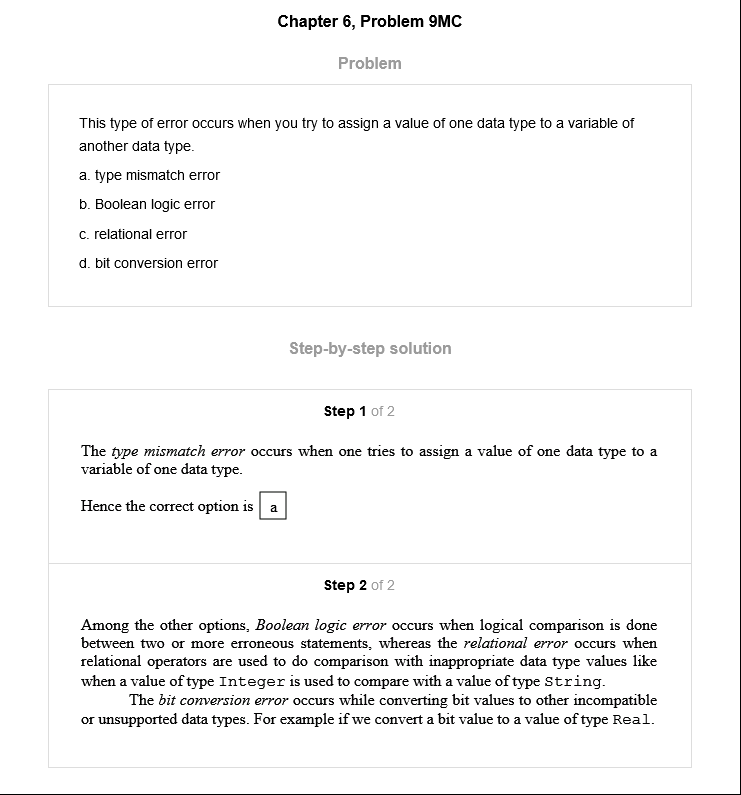 Chapter 6, Problem 9MC
Problem
This type of error occurs when you try to assign a value of one data type to a variable of
another data type.
a. type mismatch error
b. Boolean logic error
c. relational error
d. bit conversion error
Step-by-step solution
Step 1 of 2
The type mismatch error occurs when one tries to assign a value of one data type to a
variable of one data type.
Hence the correct option is a
Step 2 of 2
Among the other options, Boolean logic error occurs when logical comparison is done
between two or more erroneous statements, whereas the relational error occurs when
relational operators are used to do comparison with inappropriate data type values like
when a value of type Integer is used to compare with a value of type String.
The bit conversion error occurs while converting bit values to other incompatible
or unsupported data types. For example if we convert a bit value to a value of type Real.